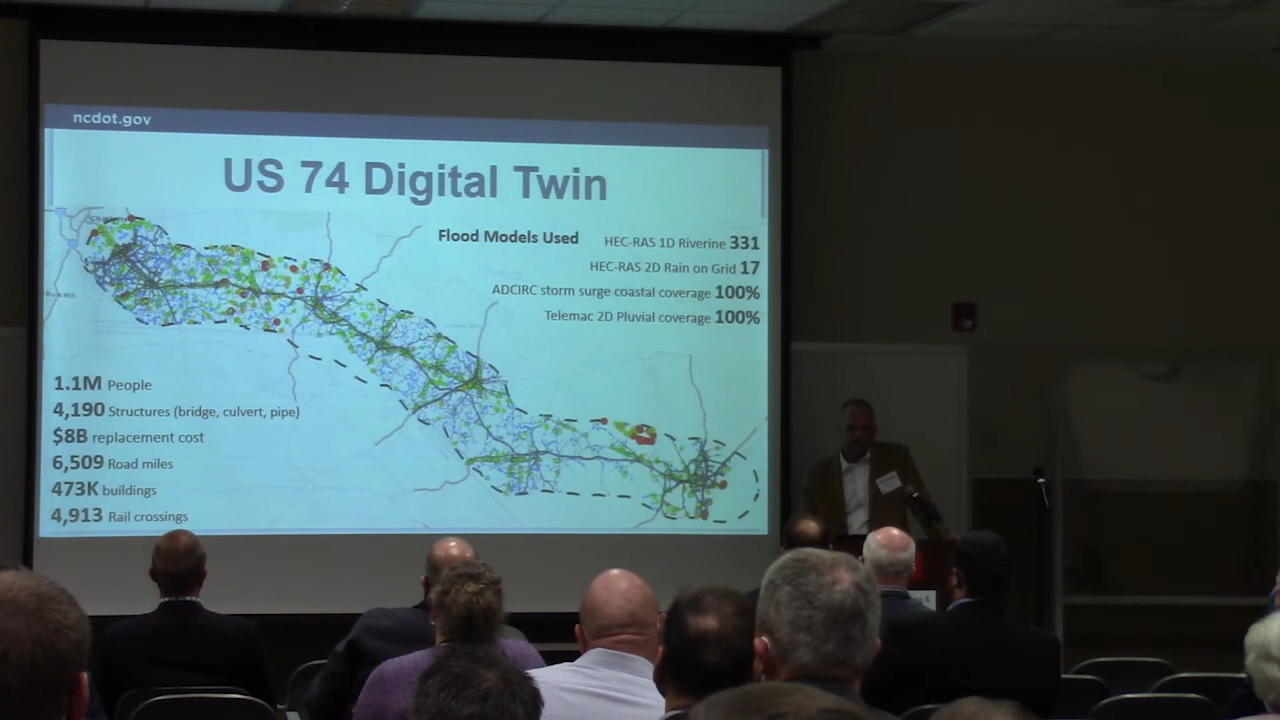 ncdot.gov
US 74 Digital Twin
Flood Models Used
HEC-RAS 1D Riverine 331
HEC-RAS 2D Rain on Grid 17
ADCIRC storm surge coastal coverage 100%
Telemac 2D Pluvial coverage 100%
1.1M People
4,190 Structures (bridge, culvert, pipe)
$8B replacement cost
6,509 Road miles
473K buildings
4,913 Rail crossings